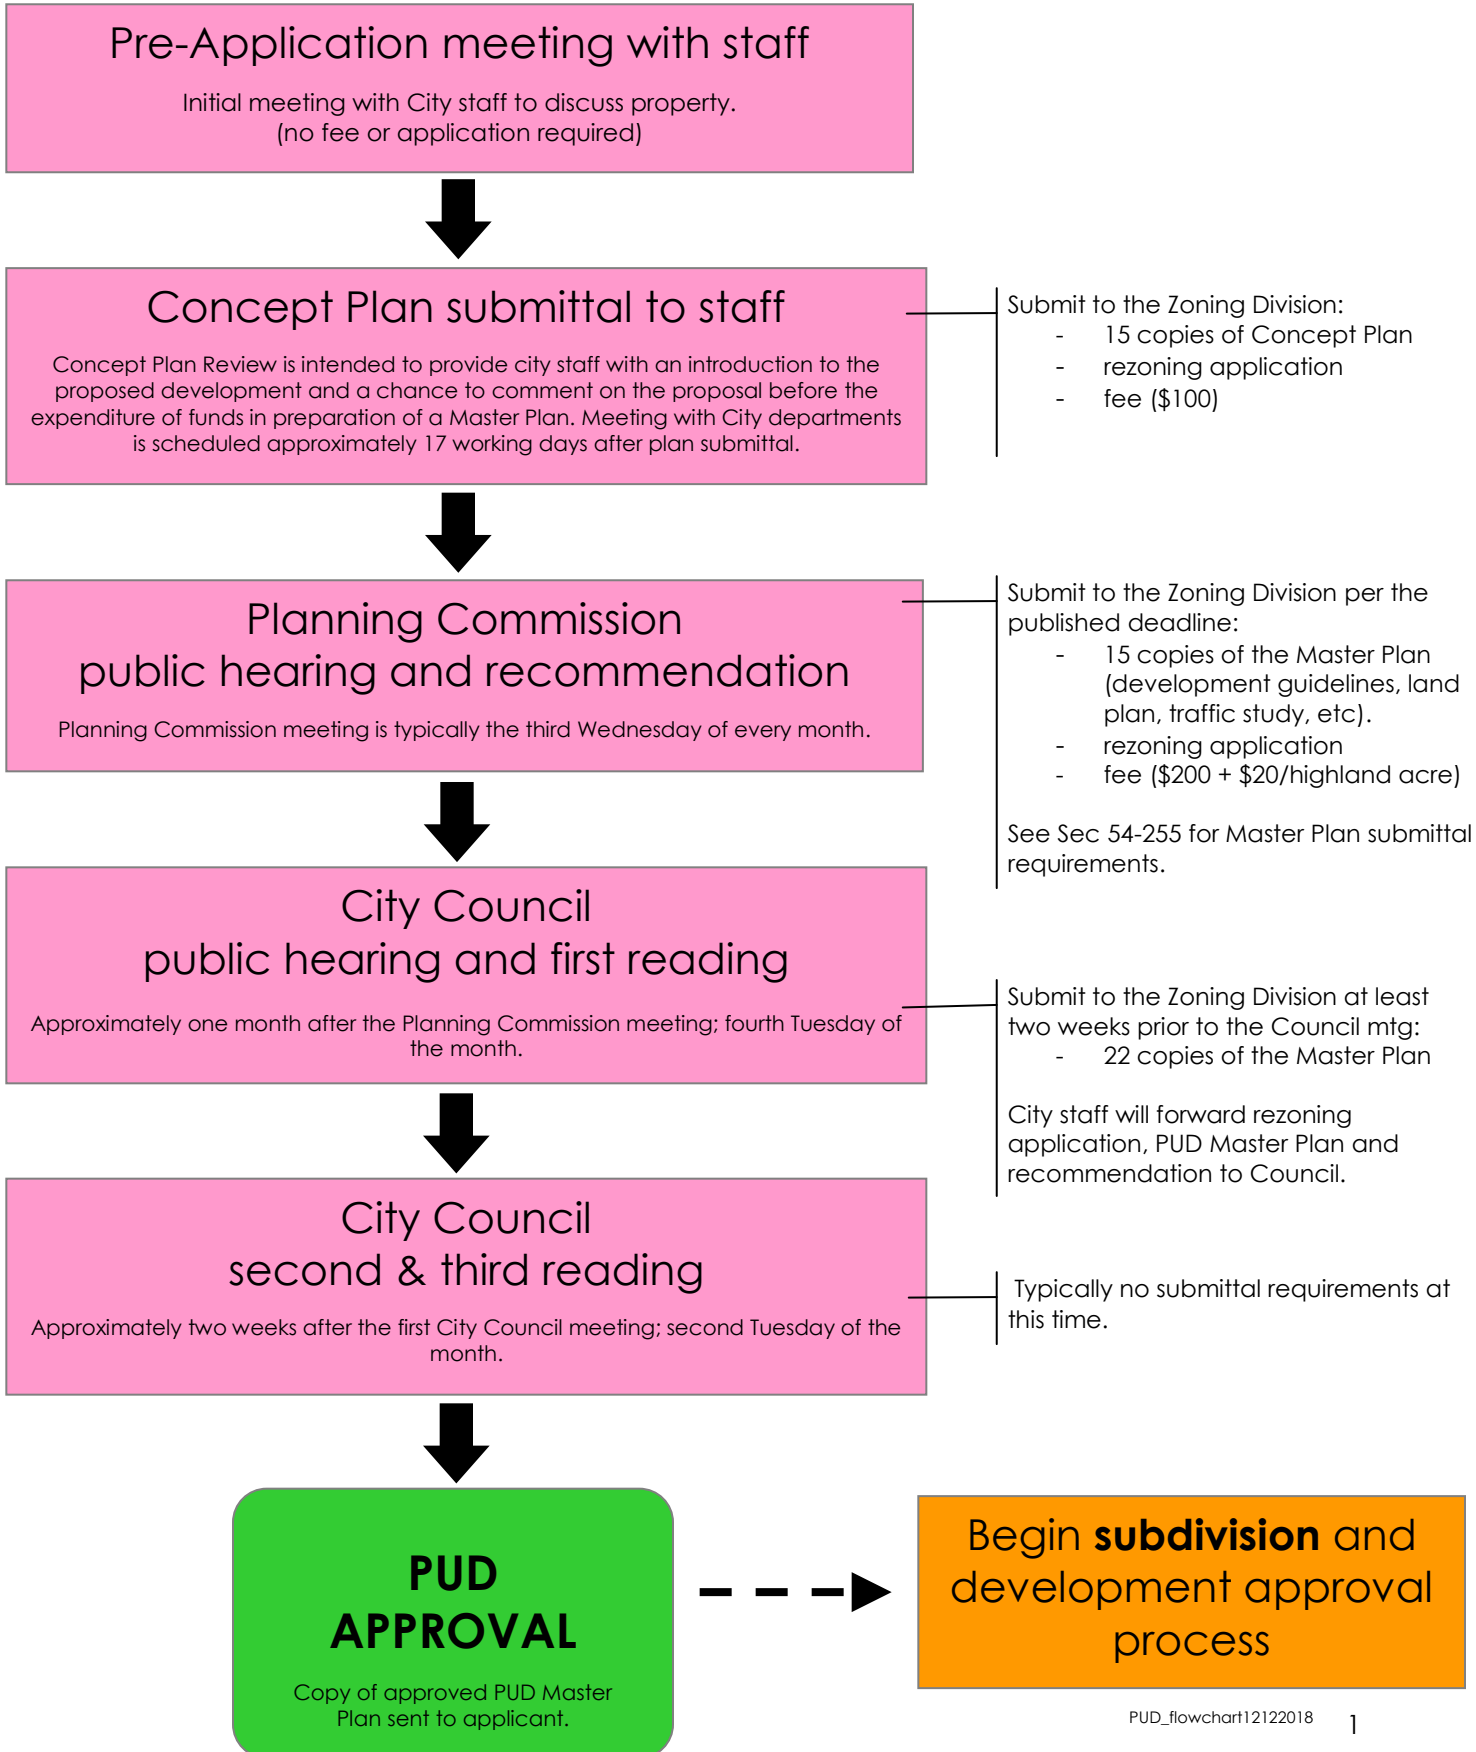 Pre-Application meeting with staff
Initial meeting with City staff to discuss property.
(no fee or application required)
Concept Plan submittal to staff
Concept Plan Review is intended to provide city staff with an introduction to the
proposed development and a chance to comment on the proposal before the
expenditure of funds in preparation of a Master Plan. Meeting with City departments
is scheduled approximately 17 working days after plan submittal.
Submit to the Zoning Division:
- 15 copies of Concept Plan
- rezoning application
- fee ($100)
Planning Commission
public hearing and recommendation
Planning Commission meeting is typically the third Wednesday of every month.
Submit to the Zoning Division per the
published deadline:
- 15 copies of the Master Plan
(development guidelines, land
plan, traffic study, etc).
- rezoning application
- fee ($200 + $20/highland acre)
See Sec 54-255 for Master Plan submittal
requirements.
City Council
public hearing and first reading
Approximately one month after the Planning Commission meeting; fourth Tuesday of
the month.
Submit to the Zoning Division at least
two weeks prior to the Council mtg:
- 22 copies of the Master Plan
City staff will forward rezoning
application, PUD Master Plan and
recommendation to Council.
City Council
second & third reading
Approximately two weeks after the first City Council meeting; second Tuesday of the
month.
Typically no submittal requirements at
this time.
PUD
APPROVAL
Copy of approved PUD Master
Plan sent to applicant.
Begin subdivision and
development approval
process
PUD_flowchart12122018 1